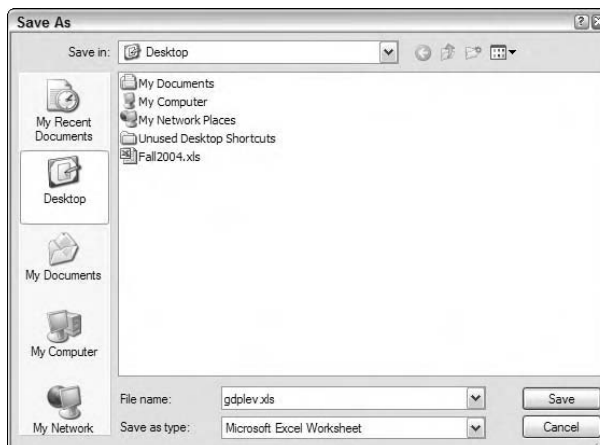 Save As
Save in: Desktop
My Recent Documents
Desktop
My Documents
My Computer
My Network
My Documents
My Computer
My Network Places
Unused Desktop Shortcuts
Fall2004.xls
File name: gdplev.xls Save
Save as type: Microsoft Excel Worksheet Cancel